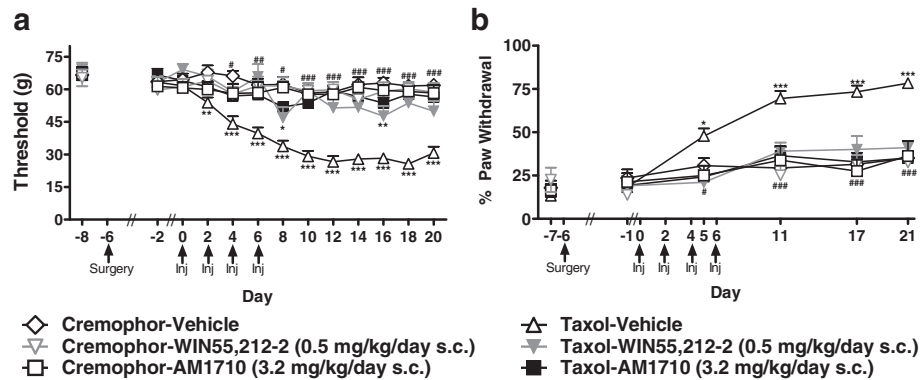 a
b
Threshold (g)
75
60
45
30
15
0
# ## # ### ### ### ### ###
** *** *** *** *** *** *** *** *** ***
* **
-8 -6 -2 0 2 4 6 8 10 12 14 16 18 20
Surgery Inj Inj Inj Inj
Day
% Paw Withdrawal
100
75
50
25
0
* *** *** ***
# ### ### ###
-7 -6 -1 0 2 4 5 6 11 17 21
Surgery Inj Inj Inj Inj
Day
Cremophor-Vehicle
Cremophor-WIN55,212-2 (0.5 mg/kg/day s.c.)
Cremophor-AM1710 (3.2 mg/kg/day s.c.)
Taxol-Vehicle
Taxol-WIN55,212-2 (0.5 mg/kg/day s.c.)
Taxol-AM1710 (3.2 mg/kg/day s.c.)